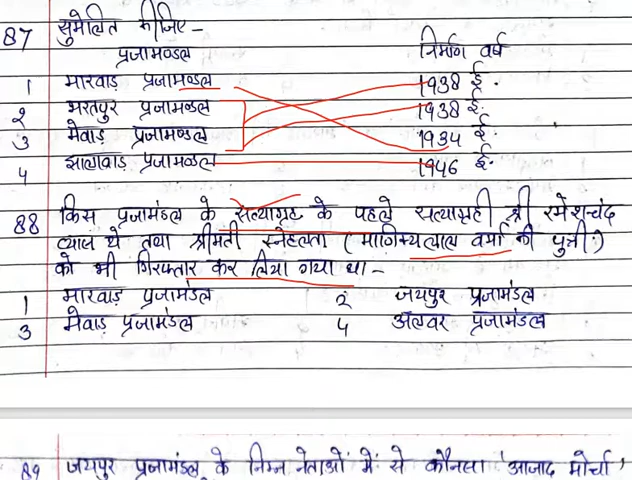 87 सुमेलित कीजिए –
प्रजामण्डल निर्माण वर्ष
1 मारवाड़ प्रजामण्डल 1938 ई.
2 भरतपुर प्रजामण्डल 1938 ई.
3 मेवाड़ प्रजामण्डल 1934 ई.
4 झालावाड़ प्रजामण्डल 1946 ई.
88 किस प्रजामंडल के सत्याग्रह के पहले सत्याग्रही श्री रमेशचंद
व्यास थे तथा श्रीमती स्नेहलता (माणिक्यलाल वर्मा की पुत्री)
को भी गिरफ्तार कर लिया गया था –
1 मारवाड़ प्रजामंडल 2 जयपुर प्रजामंडल
3 मेवाड़ प्रजामंडल 4 अलवर प्रजामंडल
89 जयपुर प्रजामंडल के निम्न नेताओं में से कौनसा 'आजाद मोर्चा'